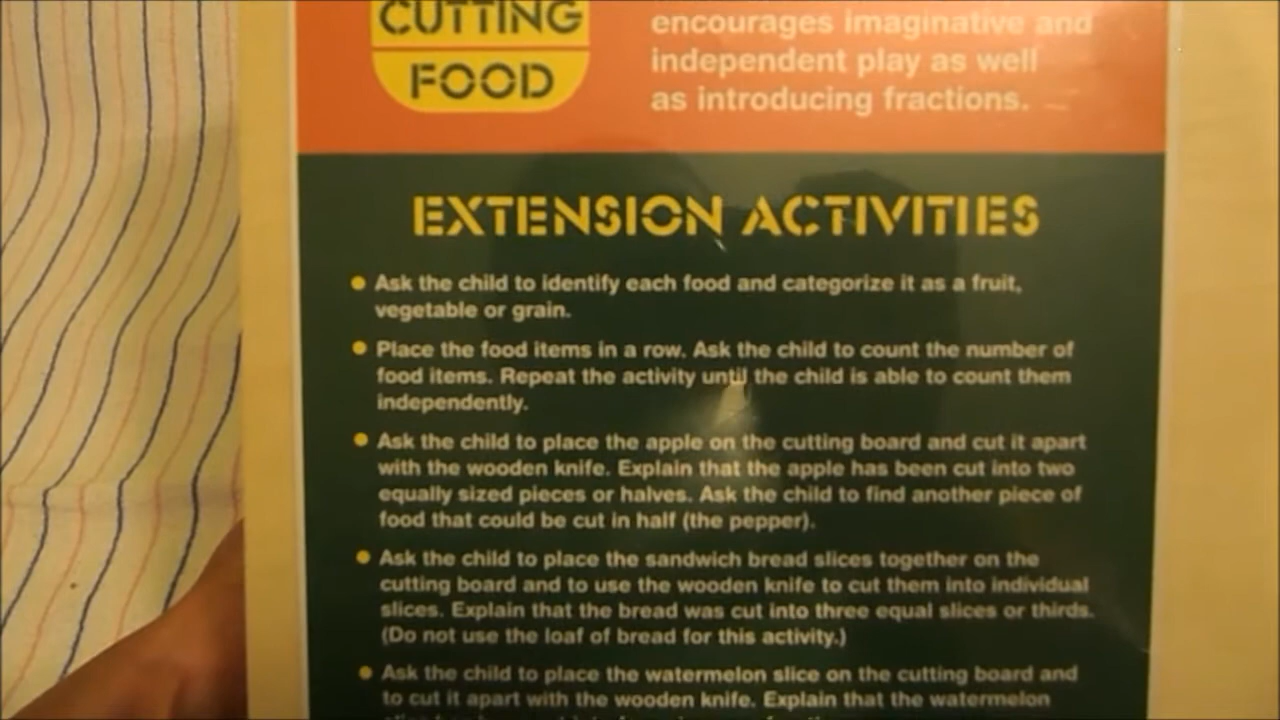 CUTTING
FOOD
encourages imaginative and
independent play as well
as introducing fractions.
EXTENSION ACTIVITIES
● Ask the child to identify each food and categorize it as a fruit,
vegetable or grain.
● Place the food items in a row. Ask the child to count the number of
food items. Repeat the activity until the child is able to count them
independently.
● Ask the child to place the apple on the cutting board and cut it apart
with the wooden knife. Explain that the apple has been cut into two
equally sized pieces or halves. Ask the child to find another piece of
food that could be cut in half (the pepper).
● Ask the child to place the sandwich bread slices together on the
cutting board and to use the wooden knife to cut them into individual
slices. Explain that the bread was cut into three equal slices or thirds.
(Do not use the loaf of bread for this activity.)
● Ask the child to place the watermelon slice on the cutting board and
to cut it apart with the wooden knife. Explain that the watermelon